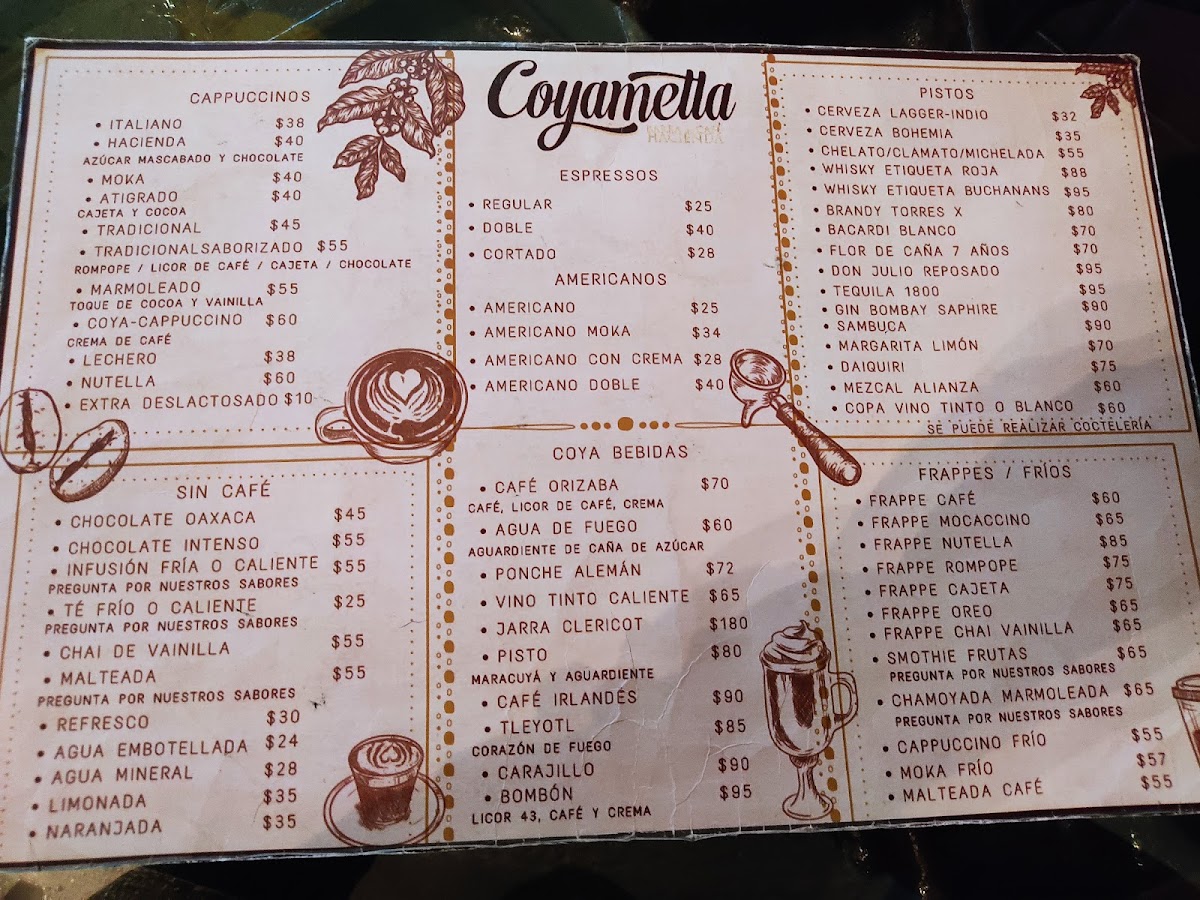 CAPPUCCINOS
• ITALIANO $38
• HACIENDA $40
AZÚCAR MASCABADO Y CHOCOLATE
• MOKA $40
• ATIGRADO $40
CAJETA Y COCOA
• TRADICIONAL $45
• TRADICIONALSABORIZADO $55
ROMPOPE / LICOR DE CAFÉ / CAJETA / CHOCOLATE
• MARMOLEADO $55
TOQUE DE COCOA Y VAINILLA
• COYA-CAPPUCCINO $60
CREMA DE CAFÉ
• LECHERO $38
• NUTELLA $60
• EXTRA DESLACTOSADO $10
SIN CAFÉ
• CHOCOLATE OAXACA $45
• CHOCOLATE INTENSO $55
• INFUSIÓN FRÍA O CALIENTE $55
PREGUNTA POR NUESTROS SABORES
• TÉ FRÍO O CALIENTE $25
PREGUNTA POR NUESTROS SABORES
• CHAI DE VAINILLA $55
• MALTEADA $55
PREGUNTA POR NUESTROS SABORES
• REFRESCO $30
• AGUA EMBOTELLADA $24
• AGUA MINERAL $28
• LIMONADA $35
• NARANJADA $35
Coyametla
HACIENDA
ESPRESSOS
• REGULAR $25
• DOBLE $40
• CORTADO $28
AMERICANOS
• AMERICANO $25
• AMERICANO MOKA $34
• AMERICANO CON CREMA $28
• AMERICANO DOBLE $40
COYA BEBIDAS
• CAFÉ ORIZABA $70
CAFÉ, LICOR DE CAFÉ, CREMA
• AGUA DE FUEGO $60
AGUARDIENTE DE CAÑA DE AZÚCAR
• PONCHE ALEMÁN $72
• VINO TINTO CALIENTE $65
• JARRA CLERICOT $180
• PISTO $80
MARACUYÁ Y AGUARDIENTE
• CAFÉ IRLANDÉS $90
• TLEYOTL $85
CORAZÓN DE FUEGO
• CARAJILLO $90
• BOMBÓN $95
LICOR 43, CAFÉ Y CREMA
PISTOS
• CERVEZA LAGGER-INDIO $32
• CERVEZA BOHEMIA $35
• CHELATO/CLAMATO/MICHELADA $55
• WHISKY ETIQUETA ROJA $88
• WHISKY ETIQUETA BUCHANANS $95
• BRANDY TORRES X $80
• BACARDI BLANCO $70
• FLOR DE CAÑA 7 AÑOS $70
• DON JULIO REPOSADO $95
• TEQUILA 1800 $95
• GIN BOMBAY SAPHIRE $90
• SAMBUCA $90
• MARGARITA LIMÓN $70
• DAIQUIRI $75
• MEZCAL ALIANZA $60
• COPA VINO TINTO O BLANCO $60
SE PUEDE REALIZAR COCTELERÍA
FRAPPES / FRÍOS
• FRAPPE CAFÉ $60
• FRAPPE MOCACCINO $65
• FRAPPE NUTELLA $85
• FRAPPE ROMPOPE $75
• FRAPPE CAJETA $75
• FRAPPE OREO $65
• FRAPPE CHAI VAINILLA $65
• SMOTHIE FRUTAS $65
PREGUNTA POR NUESTROS SABORES
• CHAMOYADA MARMOLEADA $65
PREGUNTA POR NUESTROS SABORES
• CAPPUCCINO FRÍO $55
• MOKA FRÍO $57
• MALTEADA CAFÉ $55